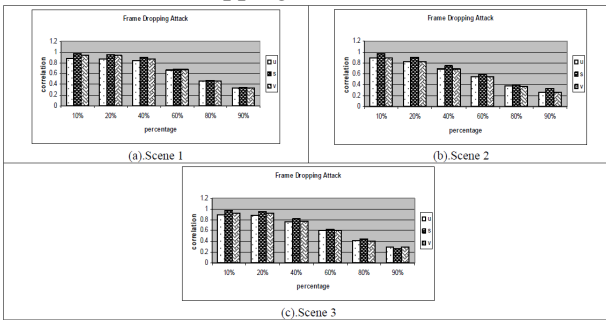 Frame Dropping Attack
1.2
1
0.8
0.6
0.4
0.2
0
correlation
10% 20% 40% 60% 80% 90%
percentage
U
S
V
(a).Scene 1
Frame Dropping Attack
1.2
1
0.8
0.6
0.4
0.2
0
correlation
10% 20% 40% 60% 80% 90%
percentage
U
S
V
(b).Scene 2
Frame Dropping Attack
1.2
1
0.8
0.6
0.4
0.2
0
correlation
10% 20% 40% 60% 80% 90%
percentage
U
S
V
(c).Scene 3